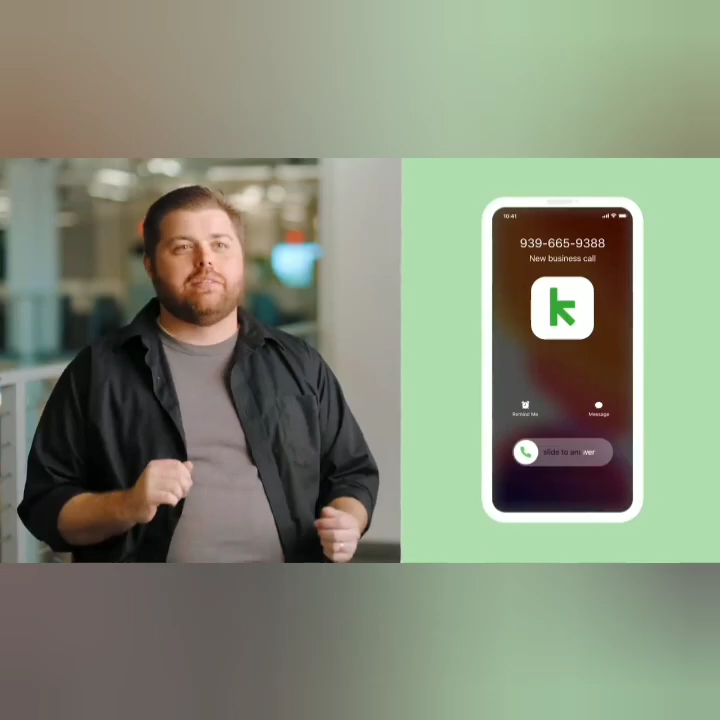 10:41
939-665-9388
New business call
k
Remind Me
Message
slide to answer